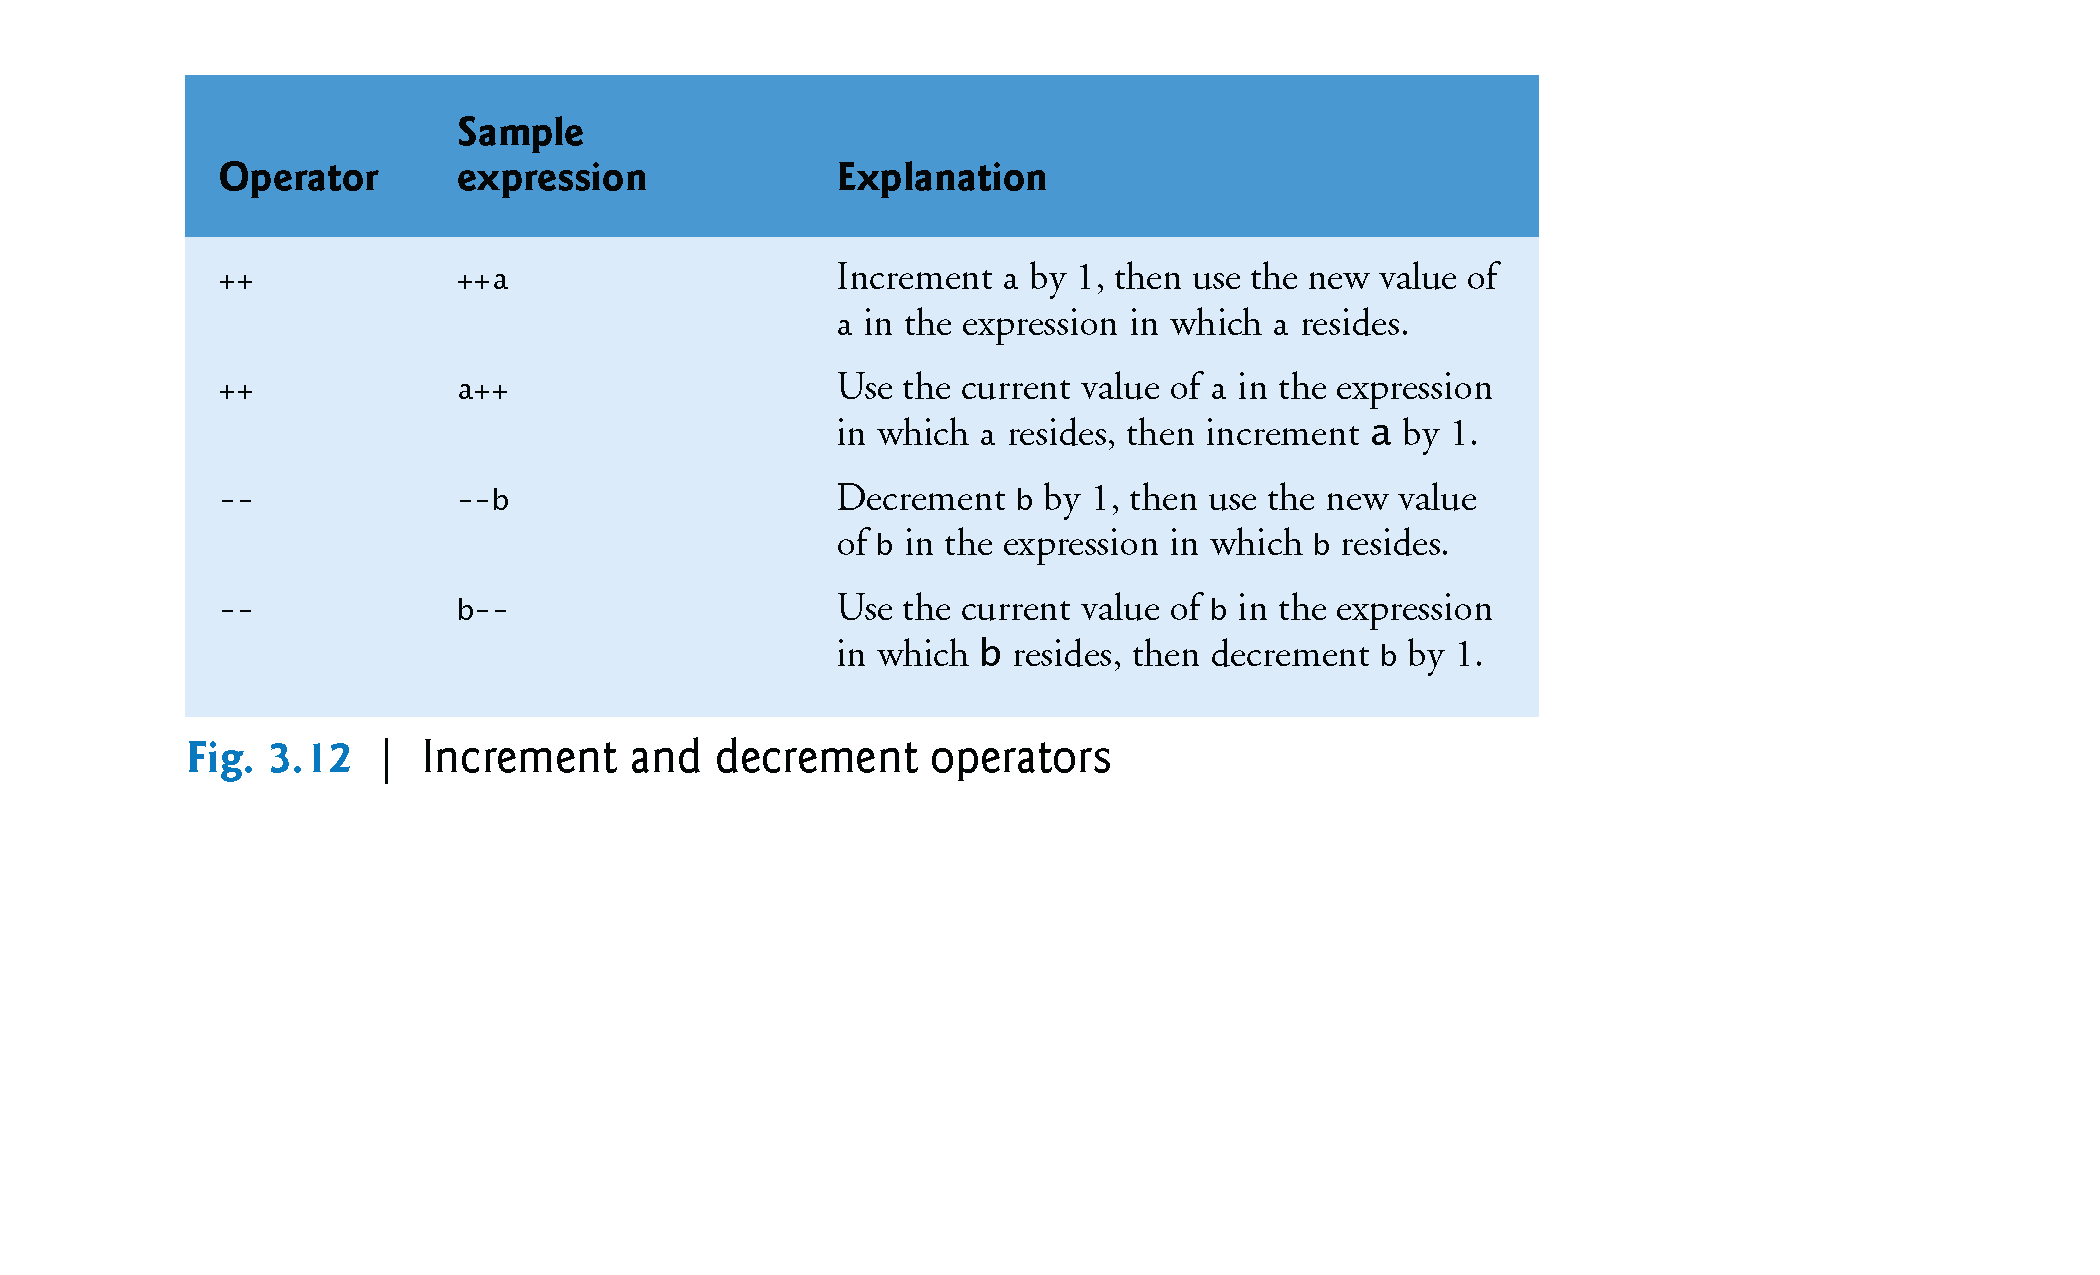 Sample
Operator expression Explanation
++ ++a Increment a by 1, then use the new value of
a in the expression in which a resides.
++ a++ Use the current value of a in the expression
in which a resides, then increment a by 1.
-- --b Decrement b by 1, then use the new value
of b in the expression in which b resides.
-- b-- Use the current value of b in the expression
in which b resides, then decrement b by 1.
Fig. 3.12 | Increment and decrement operators